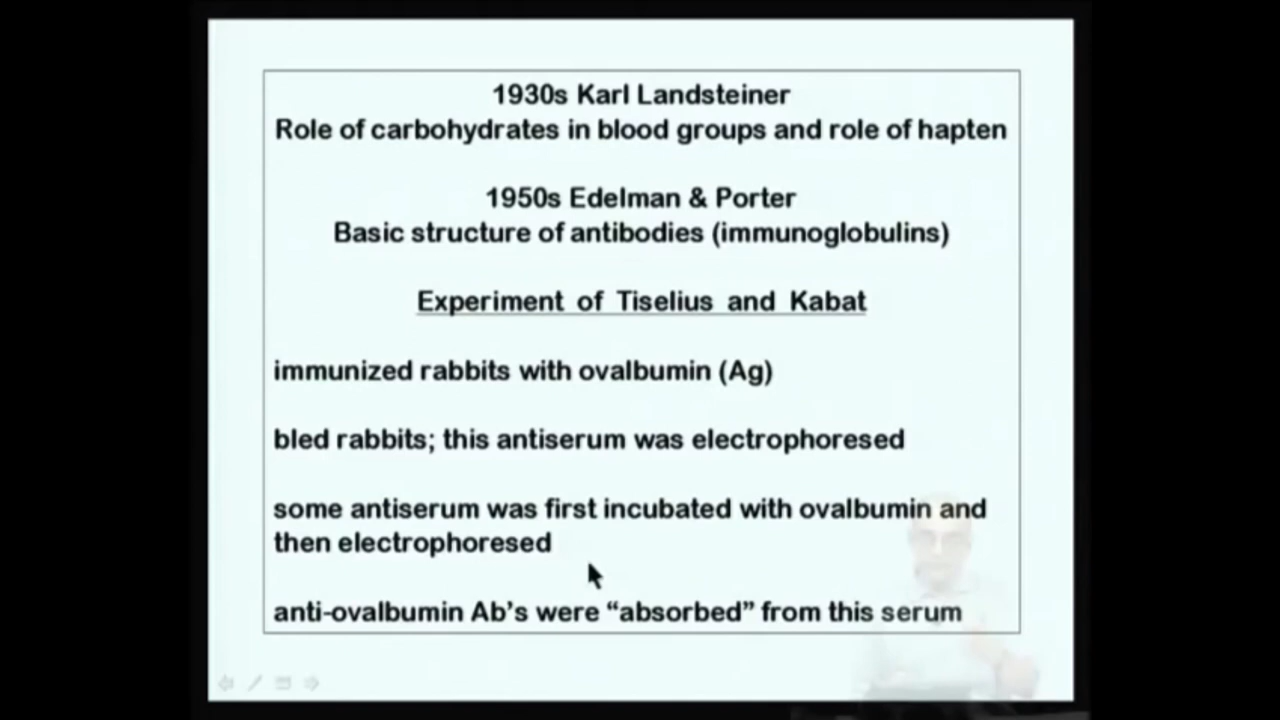 1930s Karl Landsteiner
Role of carbohydrates in blood groups and role of hapten
1950s Edelman & Porter
Basic structure of antibodies (immunoglobulins)
Experiment of Tiselius and Kabat
immunized rabbits with ovalbumin (Ag)
bled rabbits; this antiserum was electrophoresed
some antiserum was first incubated with ovalbumin and
then electrophoresed
anti-ovalbumin Ab’s were “absorbed” from this serum